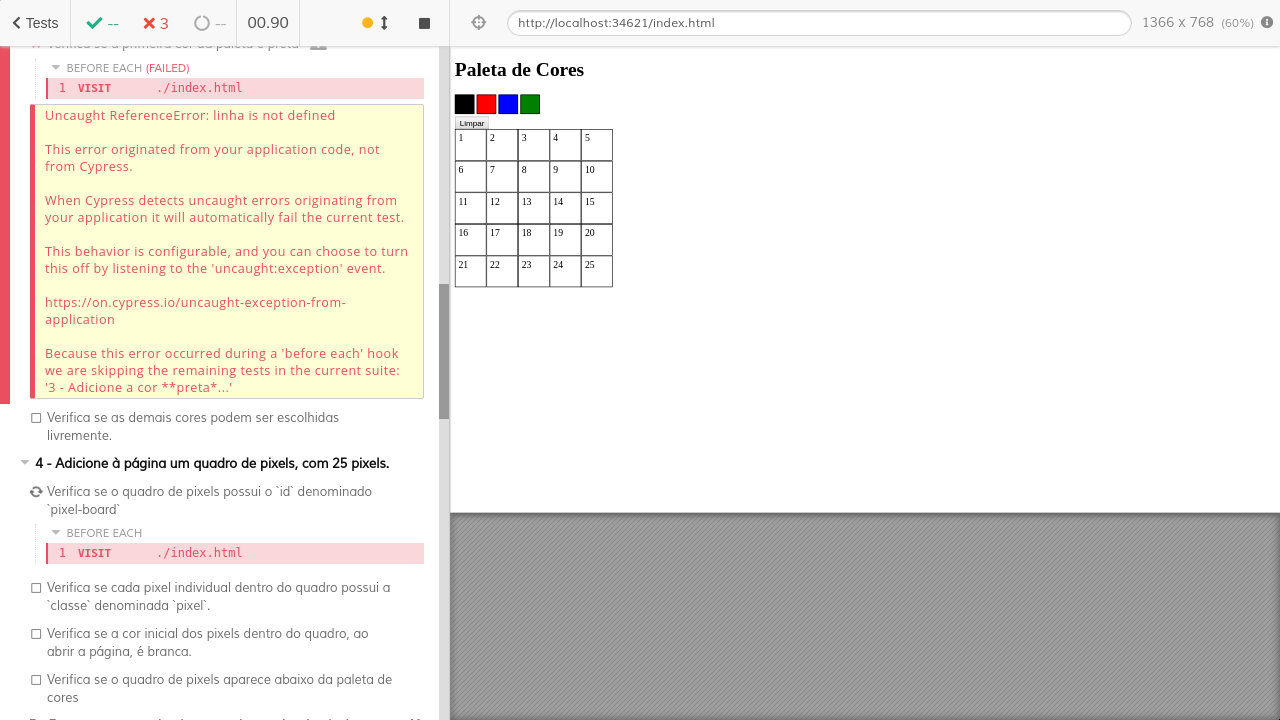 Tests
--
3
--
00.90
http://localhost:34621/index.html
1366 x 768 (60%)
Verifica se a primeira cor da paleta é preta
BEFORE EACH (FAILED)
1 VISIT ./index.html
Uncaught ReferenceError: linha is not defined
This error originated from your application code, not
from Cypress.
When Cypress detects uncaught errors originating from
your application it will automatically fail the current test.
This behavior is configurable, and you can choose to turn
this off by listening to the 'uncaught:exception' event.
https://on.cypress.io/uncaught-exception-from-
application
Because this error occurred during a 'before each' hook
we are skipping the remaining tests in the current suite:
'3 - Adicione a cor **preta*...'
Verifica se as demais cores podem ser escolhidas
livremente.
4 - Adicione à página um quadro de pixels, com 25 pixels.
Verifica se o quadro de pixels possui o `id` denominado
`pixel-board`
BEFORE EACH
1 VISIT ./index.html
Verifica se cada pixel individual dentro do quadro possui a
`classe` denominada `pixel`.
Verifica se a cor inicial dos pixels dentro do quadro, ao
abrir a página, é branca.
Verifica se o quadro de pixels aparece abaixo da paleta de
cores
Paleta de Cores
Limpar
1 2 3 4 5
6 7 8 9 10
11 12 13 14 15
16 17 18 19 20
21 22 23 24 25